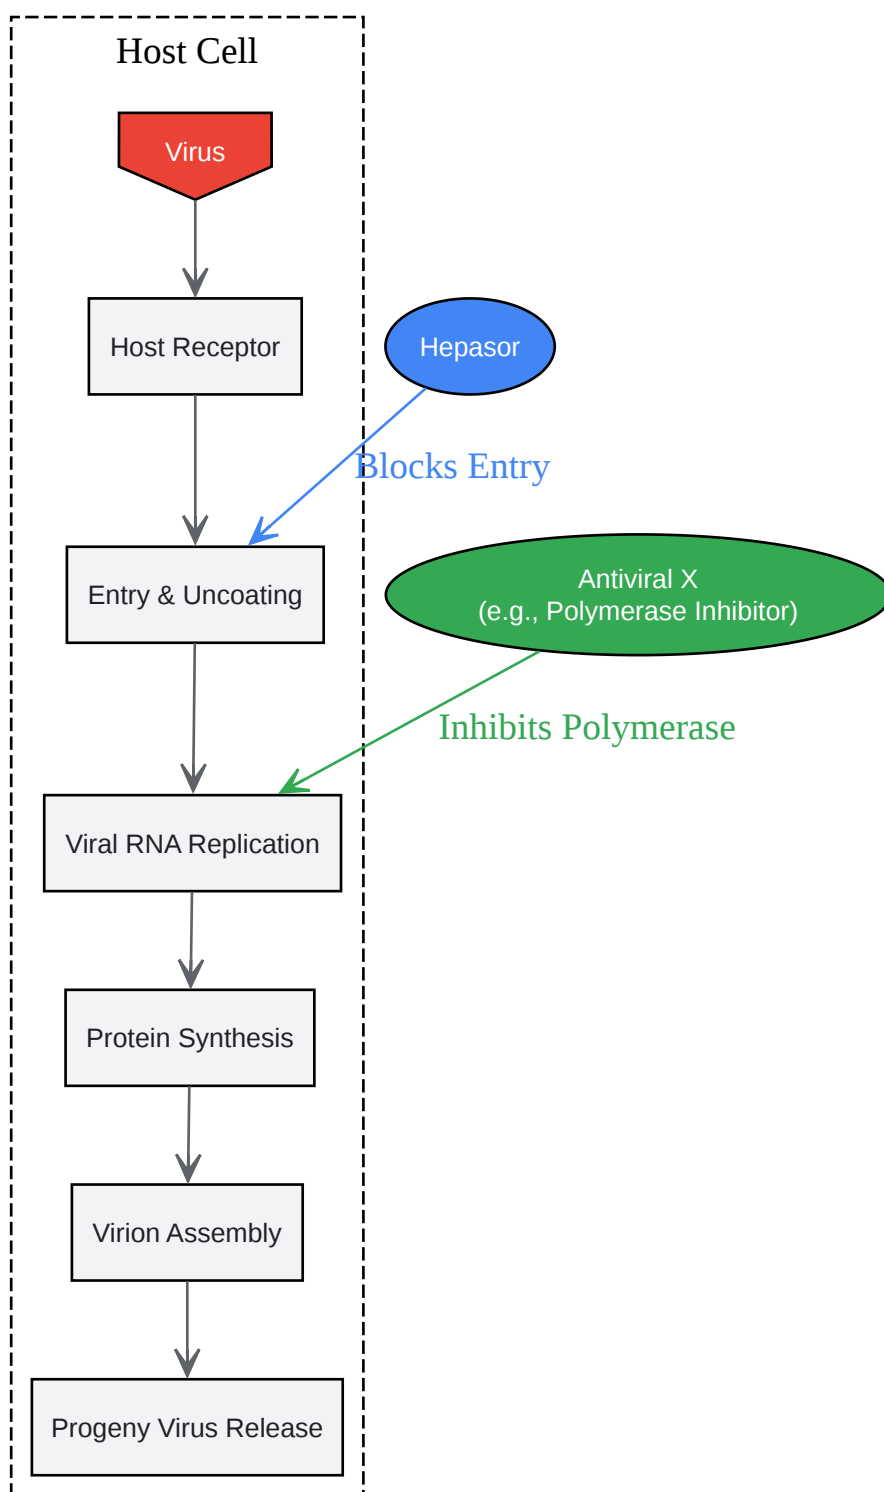 Host Cell
Virus
Host Receptor
Hepasor
Blocks Entry
Entry & Uncoating
Antiviral X
(e.g., Polymerase Inhibitor)
Inhibits Polymerase
Viral RNA Replication
Protein Synthesis
Virion Assembly
Progeny Virus Release